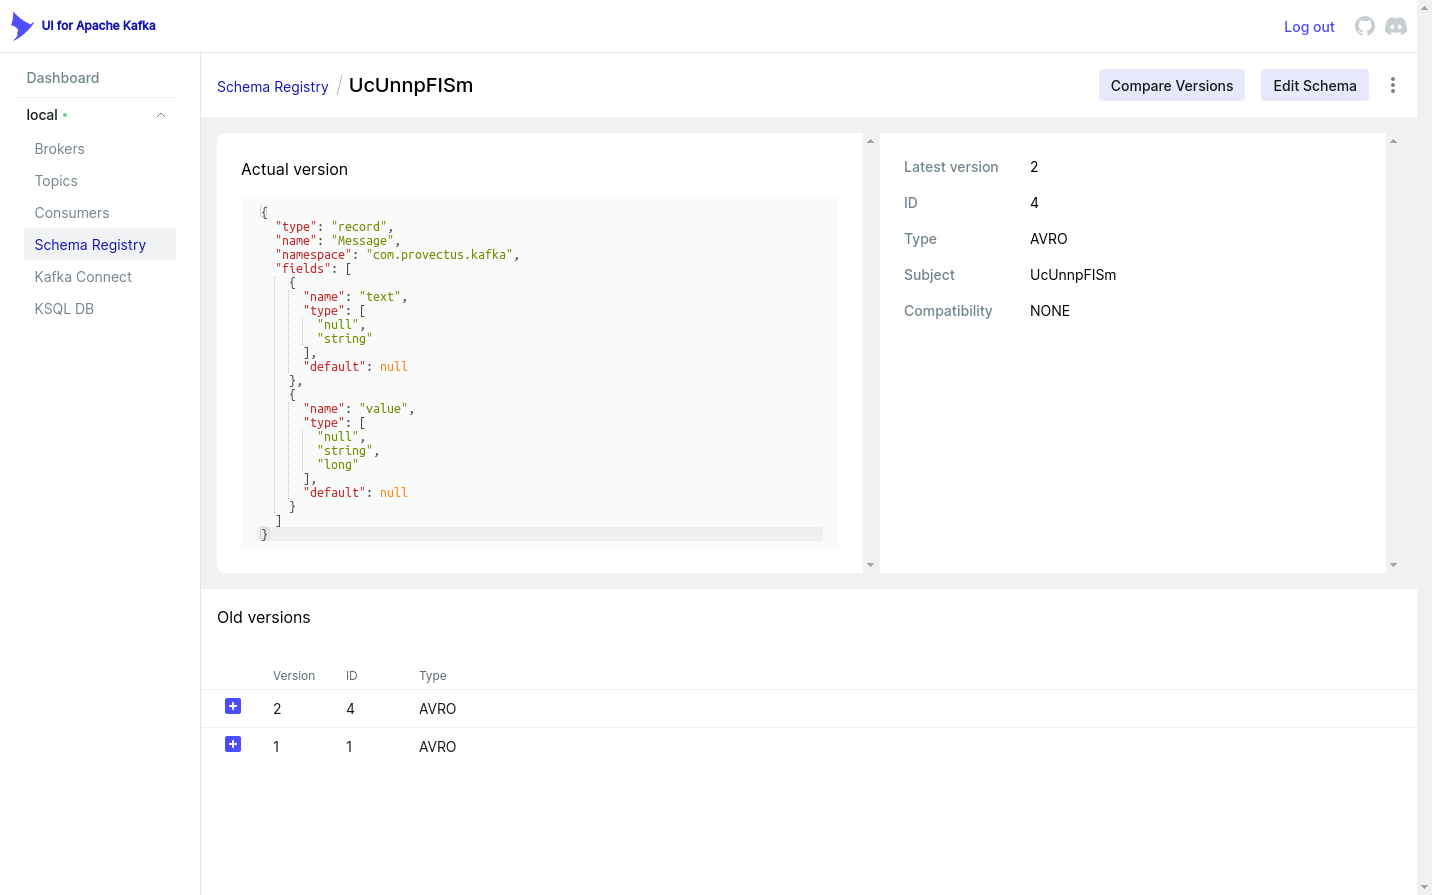 UI for Apache Kafka
Log out
Dashboard
local
Brokers
Topics
Consumers
Schema Registry
Kafka Connect
KSQL DB
Schema Registry / UcUnnpFISm
Compare Versions
Edit Schema
Actual version
{
  "type": "record",
  "name": "Message",
  "namespace": "com.provectus.kafka",
  "fields": [
    {
      "name": "text",
      "type": [
        "null",
        "string"
      ],
      "default": null
    },
    {
      "name": "value",
      "type": [
        "null",
        "string",
        "long"
      ],
      "default": null
    }
  ]
}
Latest version 2
ID 4
Type AVRO
Subject UcUnnpFISm
Compatibility NONE
Old versions
Version ID Type
2 4 AVRO
1 1 AVRO